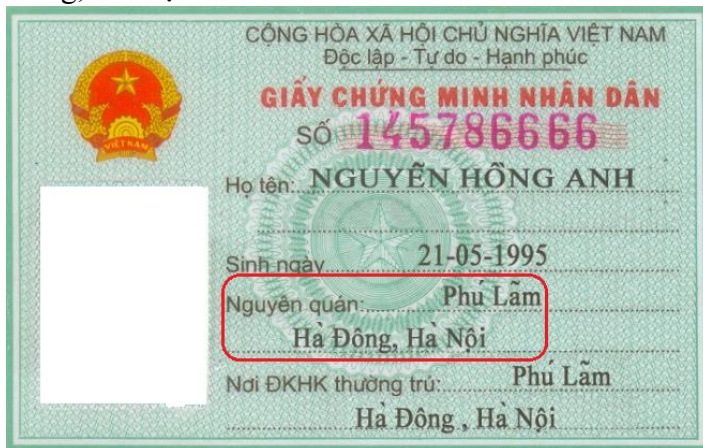 CỘNG HÒA XÃ HỘI CHỦ NGHĨA VIỆT NAM
Độc lập - Tự do - Hạnh phúc
GIẤY CHỨNG MINH NHÂN DÂN
SỐ 145786666
Họ tên: NGUYỄN HỒNG ANH
Sinh ngày 21-05-1995
Nguyên quán: Phú Lãm
Hà Đông, Hà Nội
Nơi ĐKHK thường trú: Phú Lãm
Hà Đông , Hà Nội
VIỆT NAM